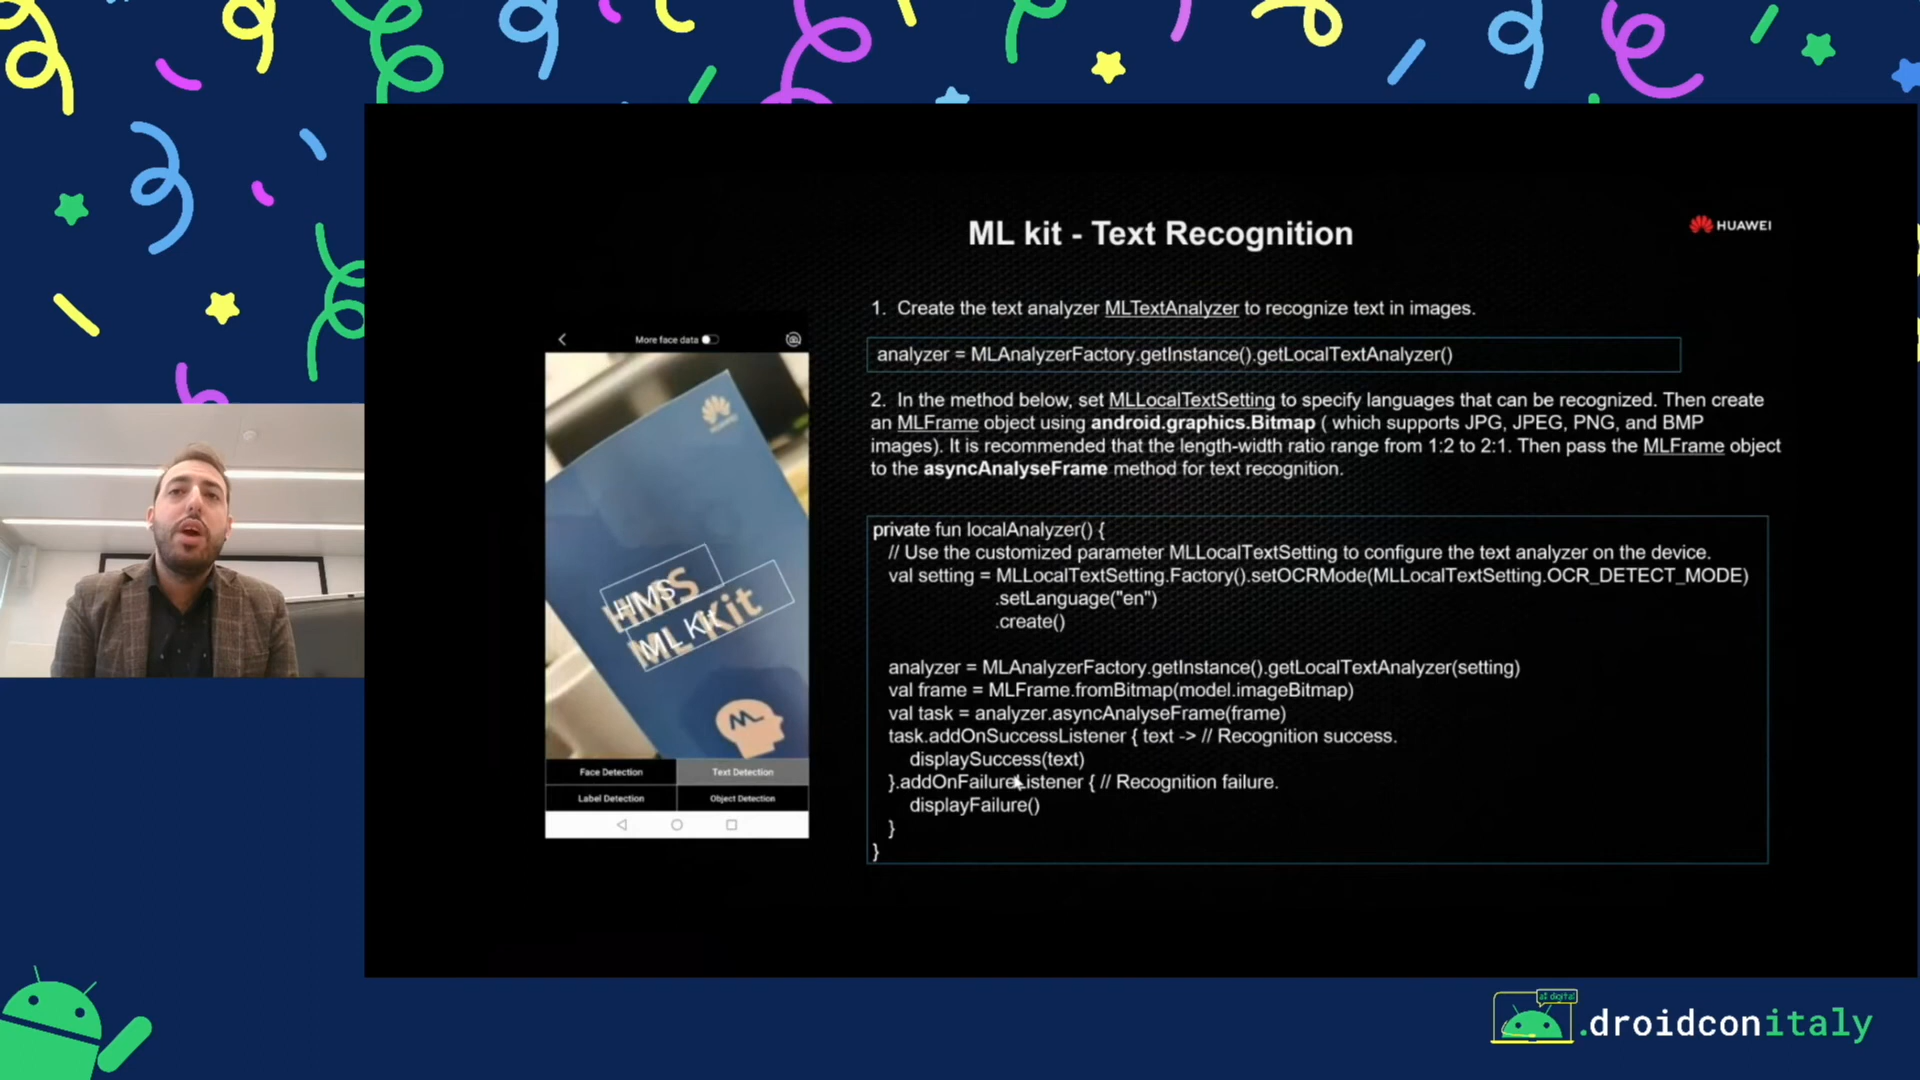 ML kit - Text Recognition
HUAWEI
1. Create the text analyzer MLTextAnalyzer to recognize text in images.
analyzer = MLAnalyzerFactory.getInstance().getLocalTextAnalyzer()
2. In the method below, set MLLocalTextSetting to specify languages that can be recognized. Then create
an MLFrame object using android.graphics.Bitmap ( which supports JPG, JPEG, PNG, and BMP
images). It is recommended that the length-width ratio range from 1:2 to 2:1. Then pass the MLFrame object
to the asyncAnalyseFrame method for text recognition.
private fun localAnalyzer() {
// Use the customized parameter MLLocalTextSetting to configure the text analyzer on the device.
val setting = MLLocalTextSetting.Factory().setOCRMode(MLLocalTextSetting.OCR_DETECT_MODE)
.setLanguage("en")
.create()
analyzer = MLAnalyzerFactory.getInstance().getLocalTextAnalyzer(setting)
val frame = MLFrame.fromBitmap(model.imageBitmap)
val task = analyzer.asyncAnalyseFrame(frame)
task.addOnSuccessListener { text -> // Recognition success.
displaySuccess(text)
}.addOnFailureListener { // Recognition failure.
displayFailure()
}
}
More face data
HUAWEI
HMS
HMS
ML Kit
ML Kit
ML
Face Detection
Text Detection
Label Detection
Object Detection
all digital
.droidconitaly